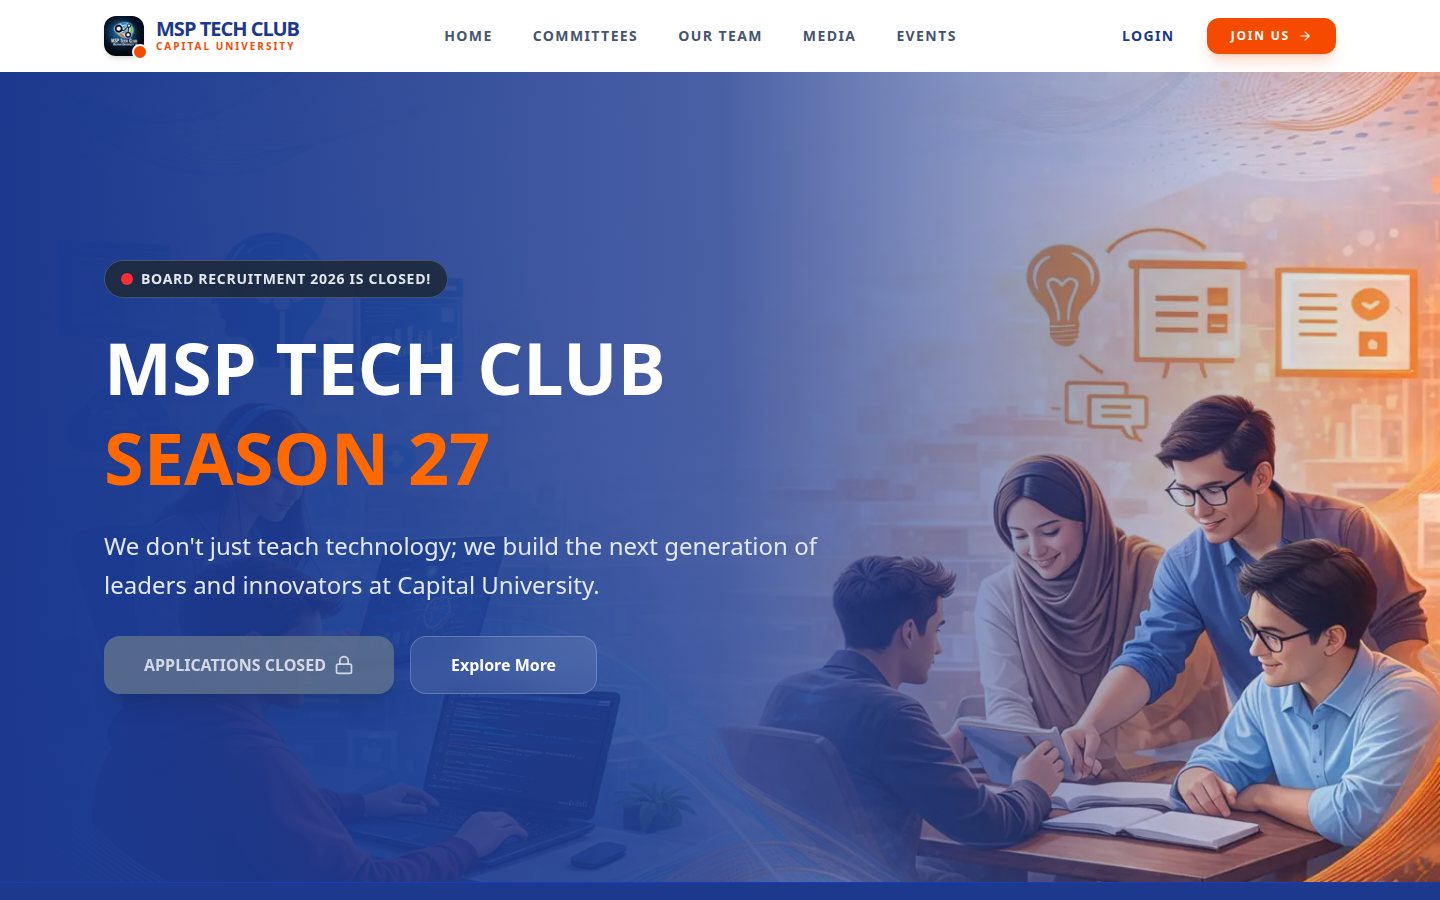 MSP TECH CLUB
CAPITAL UNIVERSITY
HOME
COMMITTEES
OUR TEAM
MEDIA
EVENTS
LOGIN
JOIN US
BOARD RECRUITMENT 2026 IS CLOSED!
MSP TECH CLUB
SEASON 27
We don't just teach technology; we build the next generation of
leaders and innovators at Capital University.
APPLICATIONS CLOSED
Explore More